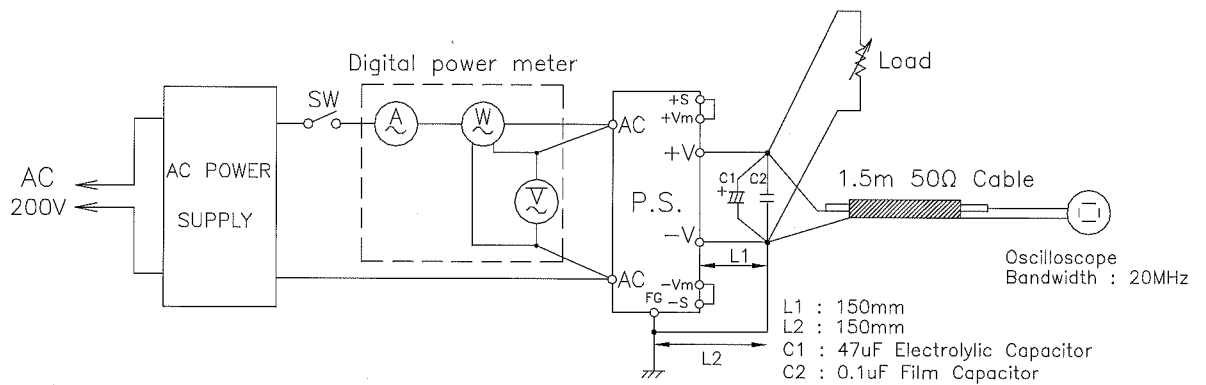 Digital power meter
Load
SW
A
W
V
AC
200V
AC POWER
SUPPLY
AC
AC
P.S.
+S
+Vm
+V
-V
-Vm
-S
FG
C1
C2
+
L1
L2
1.5m 50Ω Cable
Oscilloscope
Bandwidth : 20MHz
L1 : 150mm
L2 : 150mm
C1 : 47uF Electrolylic Capacitor
C2 : 0.1uF Film Capacitor